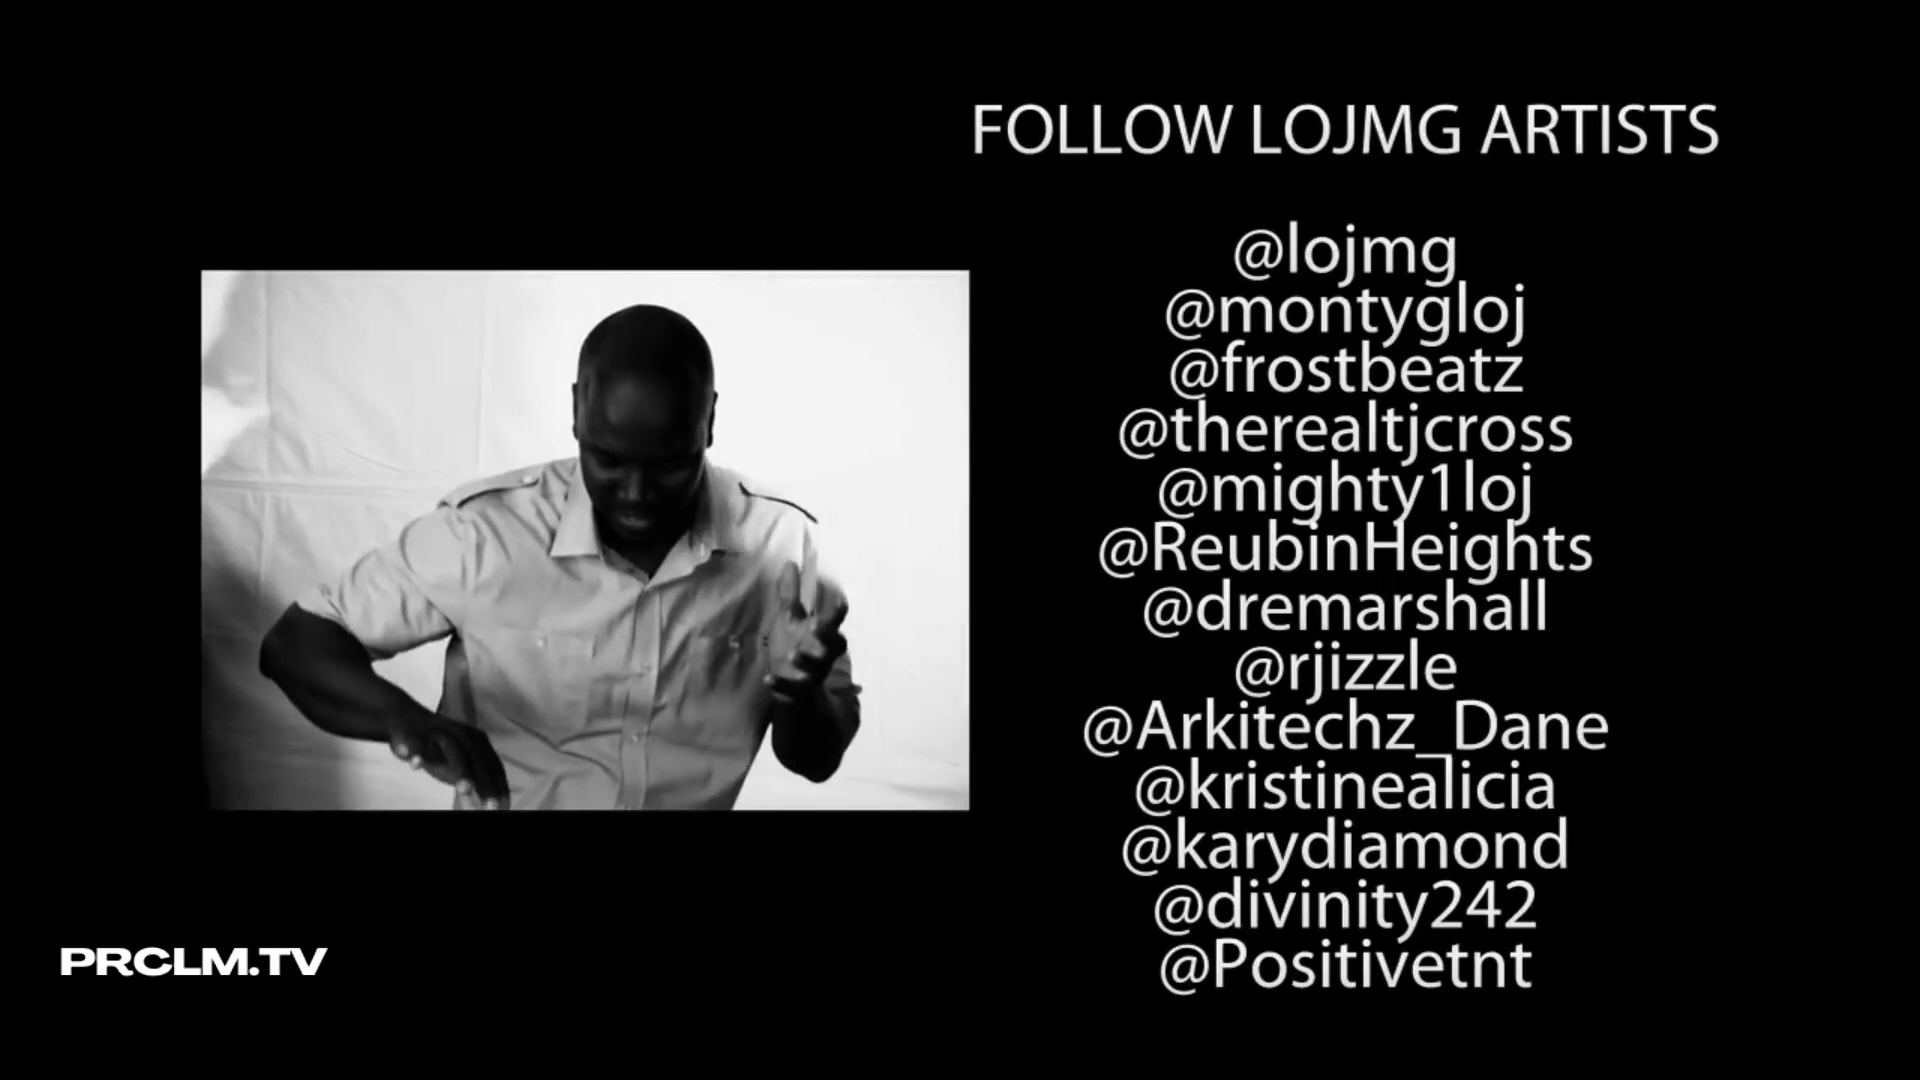 FOLLOW LOJMG ARTISTS
@lojmg
@montygloj
@frostbeatz
@therealtjcross
@mighty1loj
@ReubinHeights
@dremarshall
@rjizzle
@Arkitechz_Dane
@kristinealicia
@karydiamond
@divinity242
@Positivetnt
PRCLM.TV